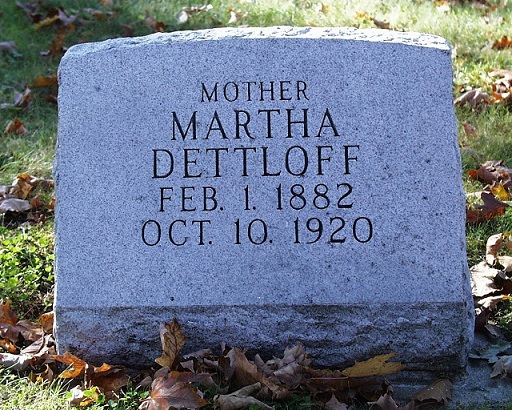 MOTHER
MARTHA
DETTLOFF
FEB. 1. 1882
OCT. 10. 1920